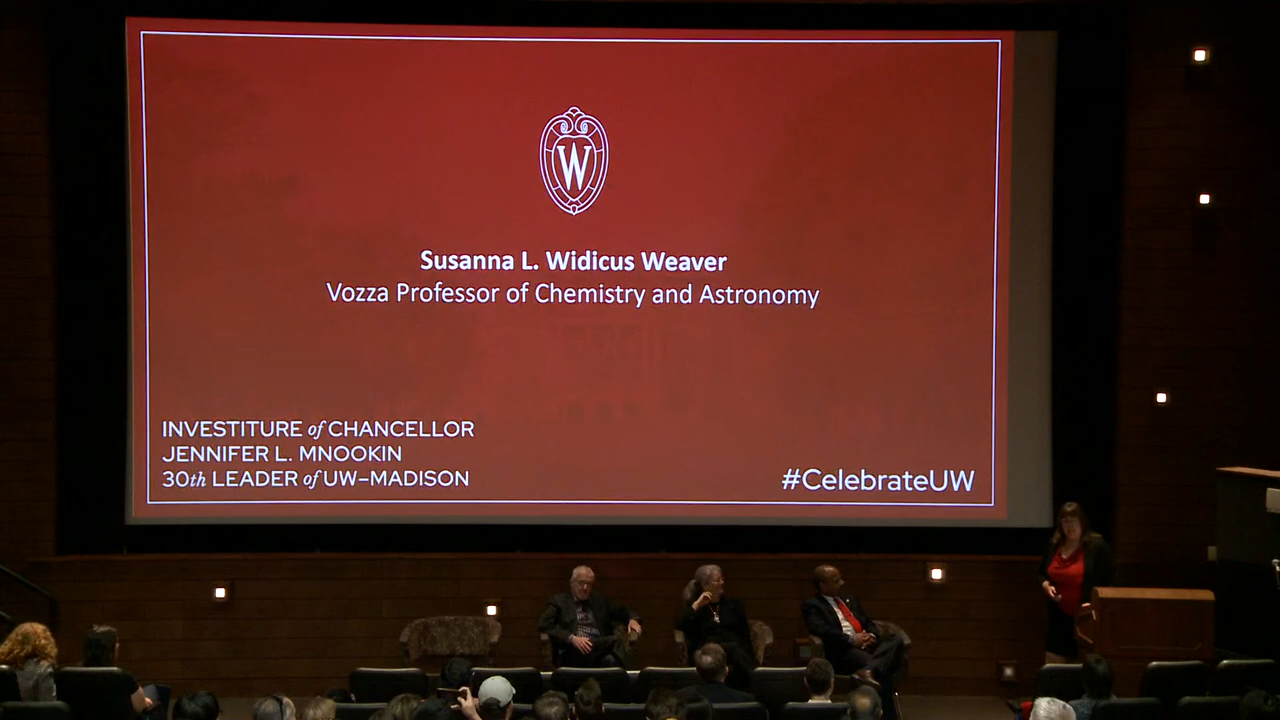 W
Susanna L. Widicus Weaver
Vozza Professor of Chemistry and Astronomy
INVESTITURE of CHANCELLOR
JENNIFER L. MNOOKIN
30th LEADER of UW–MADISON
#CelebrateUW